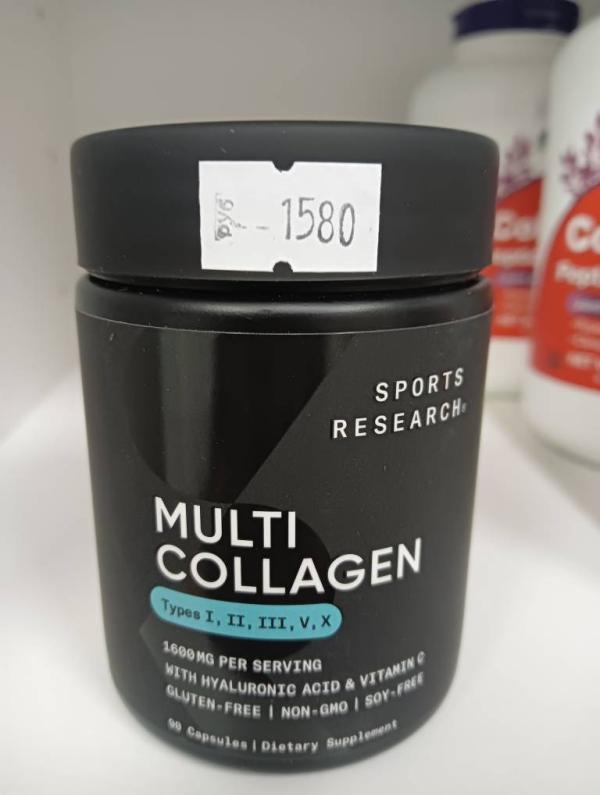 руб
1580
SPORTS
RESEARCH®
MULTI
COLLAGEN
Types I, II, III, V, X
1600 MG PER SERVING
WITH HYALURONIC ACID & VITAMIN C
GLUTEN-FREE | NON-GMO | SOY-FREE
90 Capsules | Dietary Supplement